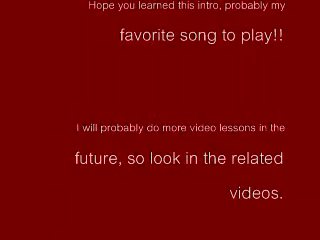 Hope you learned this intro, probably my
favorite song to play!!
I will probably do more video lessons in the
future, so look in the related
videos.